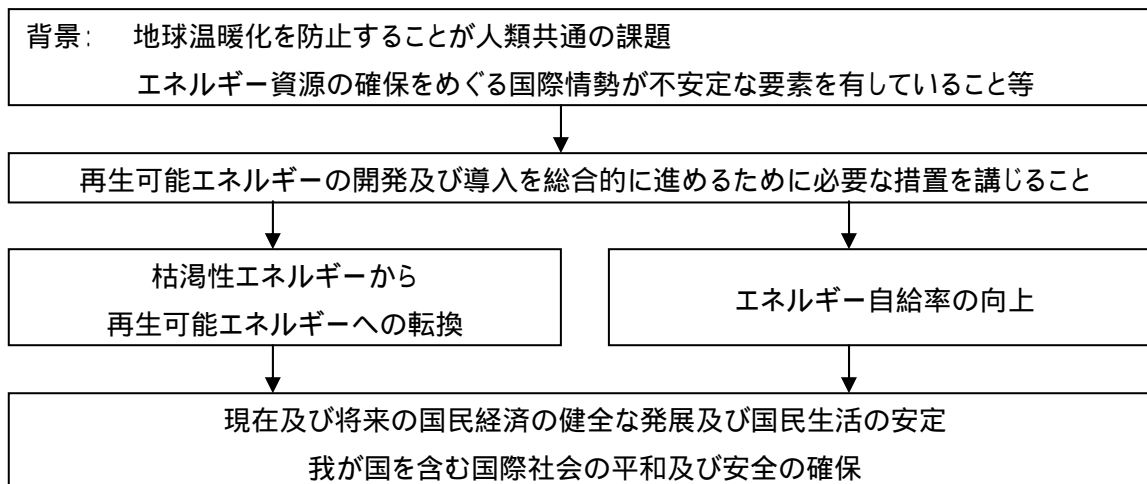 背景: 地球温暖化を防止することが人類共通の課題
エネルギー資源の確保をめぐる国際情勢が不安定な要素を有していること等
再生可能エネルギーの開発及び導入を総合的に進めるために必要な措置を講じること
枯渇性エネルギーから
再生可能エネルギーへの転換
エネルギー自給率の向上
現在及び将来の国民経済の健全な発展及び国民生活の安定
我が国を含む国際社会の平和及び安全の確保